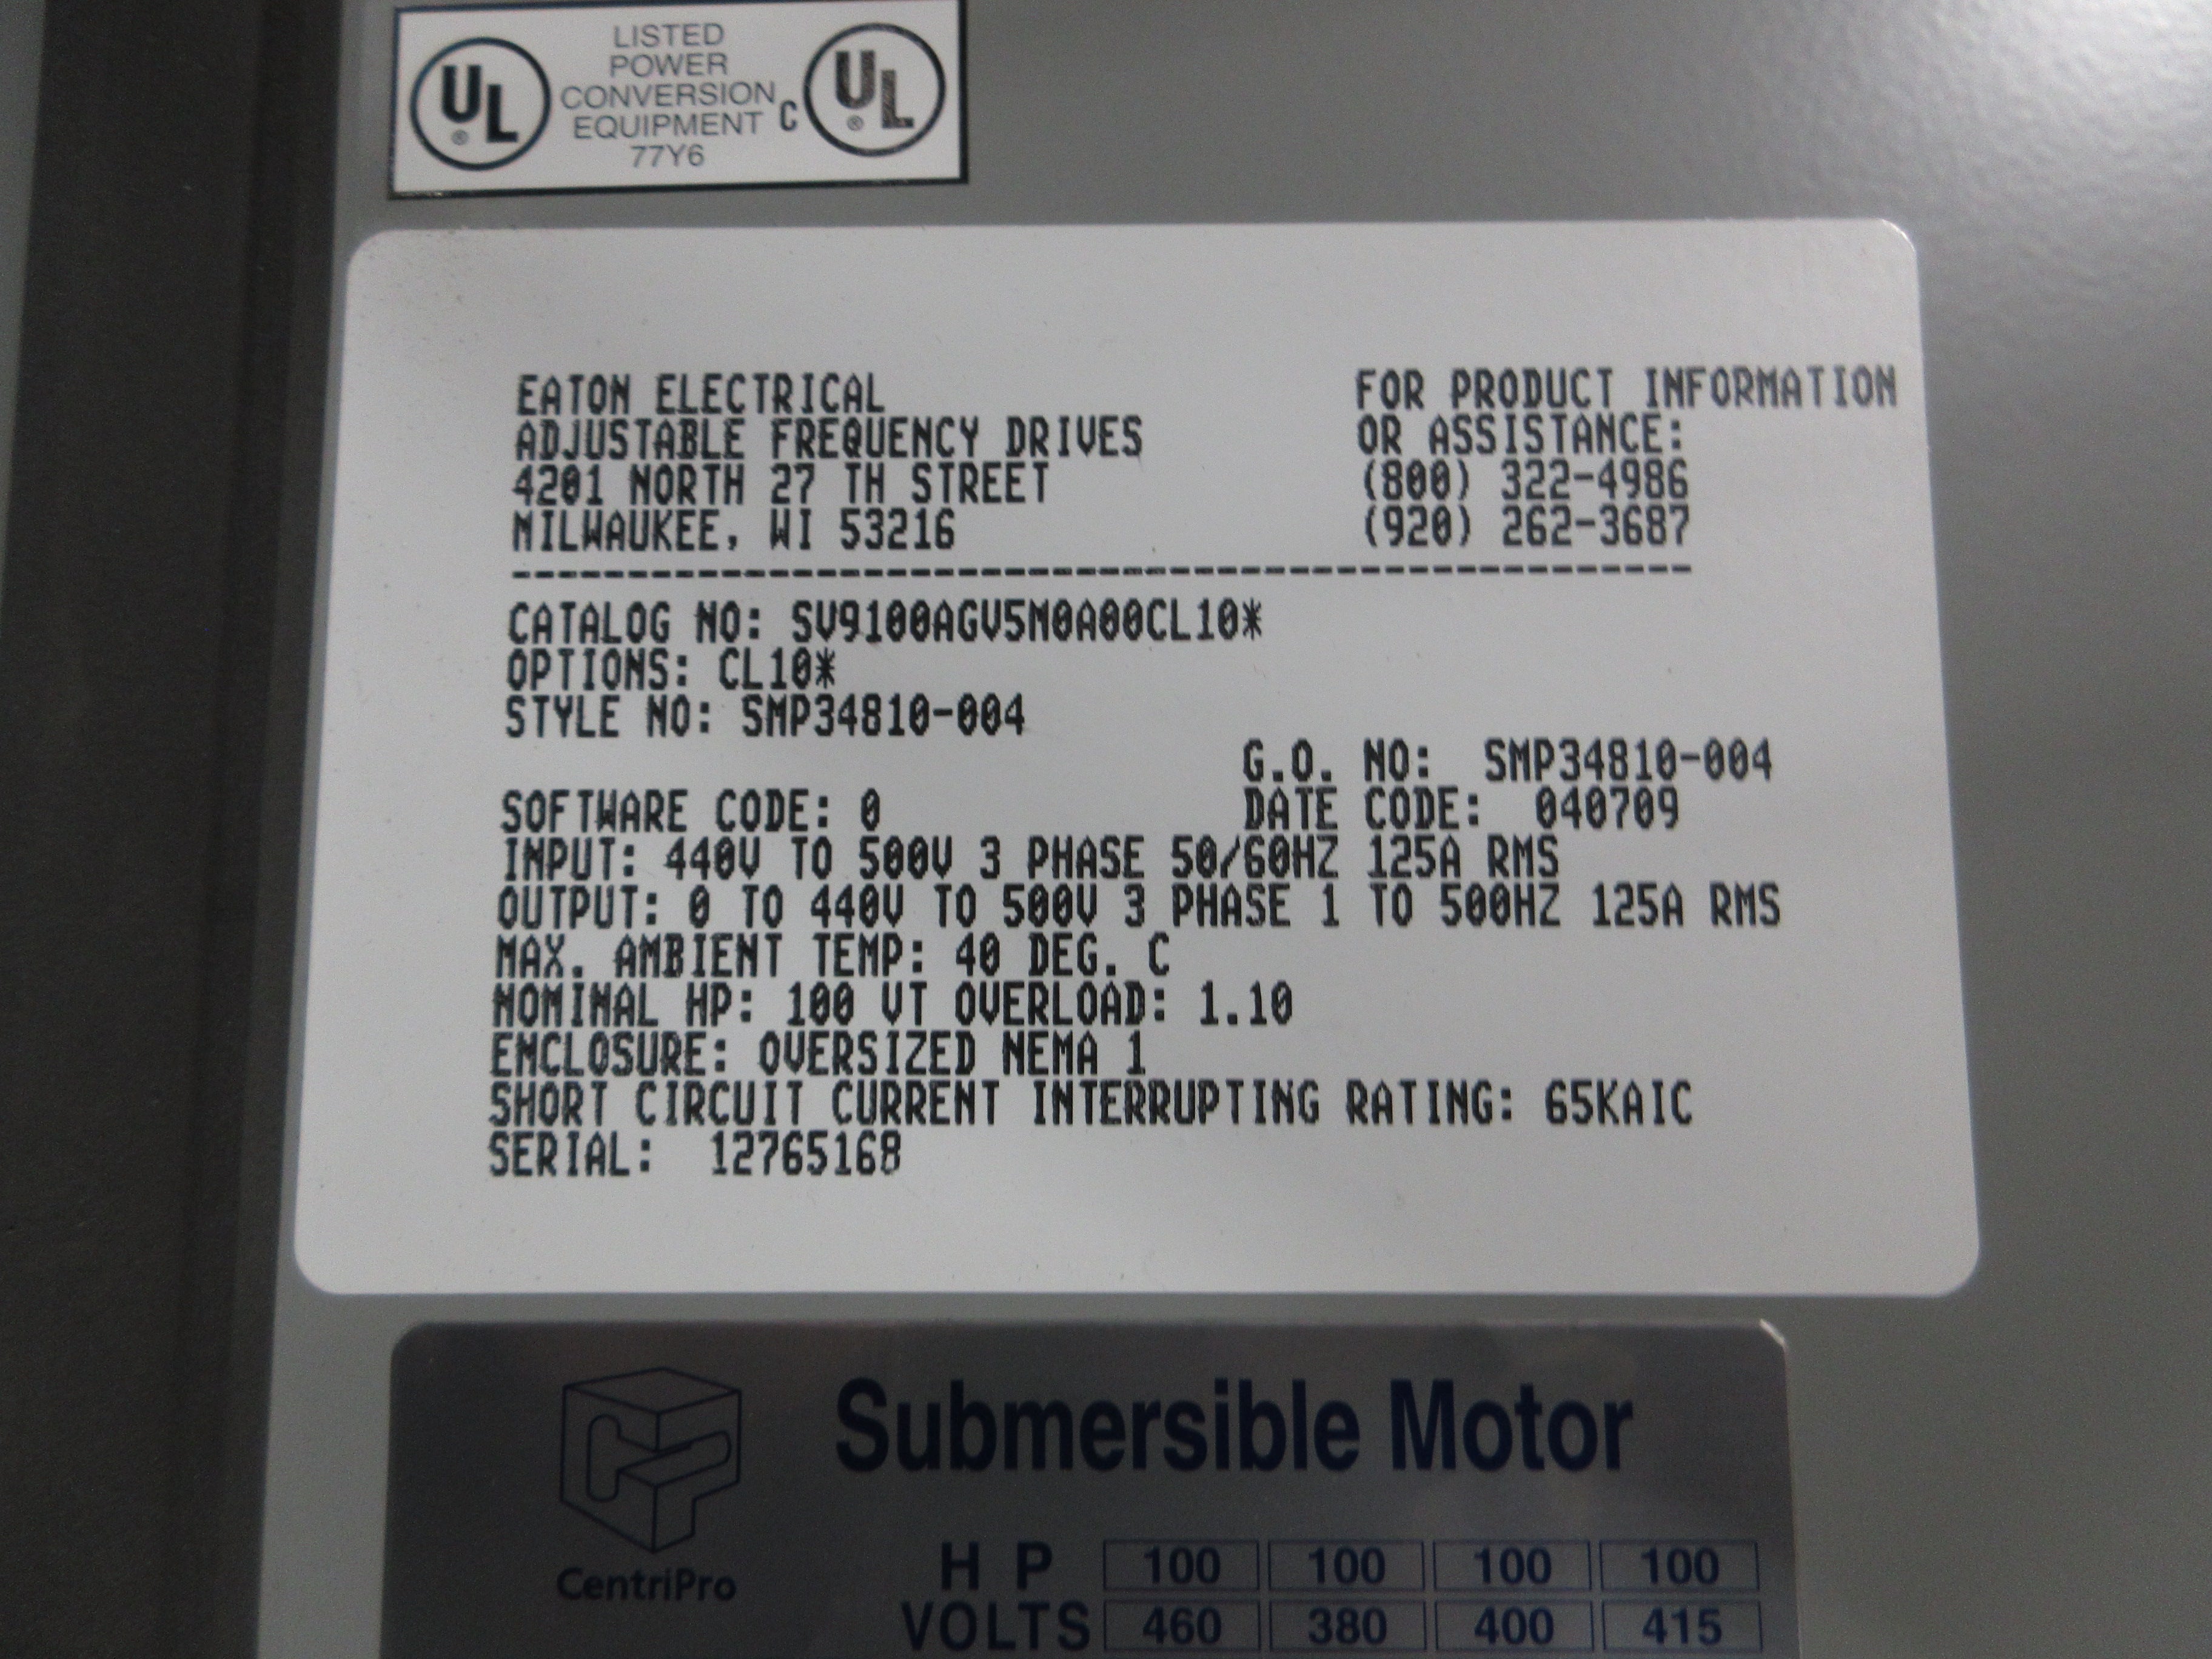 UL
®
LISTED
POWER
CONVERSION
EQUIPMENT
77Y6
C UL
®
EATON ELECTRICAL
ADJUSTABLE FREQUENCY DRIVES
4201 NORTH 27 TH STREET
MILWAUKEE, WI 53216
FOR PRODUCT INFORMATION
OR ASSISTANCE:
(800) 322-4986
(920) 262-3687
--------------------------------------------------
CATALOG NO: SV9100AGV5M0A00CL10*
OPTIONS: CL10*
STYLE NO: SMP34810-004
G.O. NO: SMP34810-004
SOFTWARE CODE: 0 DATE CODE: 040709
INPUT: 440V TO 500V 3 PHASE 50/60HZ 125A RMS
OUTPUT: 0 TO 440V TO 500V 3 PHASE 1 TO 500HZ 125A RMS
MAX. AMBIENT TEMP: 40 DEG. C
NOMINAL HP: 100 VT OVERLOAD: 1.10
ENCLOSURE: OVERSIZED NEMA 1
SHORT CIRCUIT CURRENT INTERRUPTING RATING: 65KAIC
SERIAL: 12765168
CentriPro
Submersible Motor
HP 100 100 100 100
VOLTS 460 380 400 415